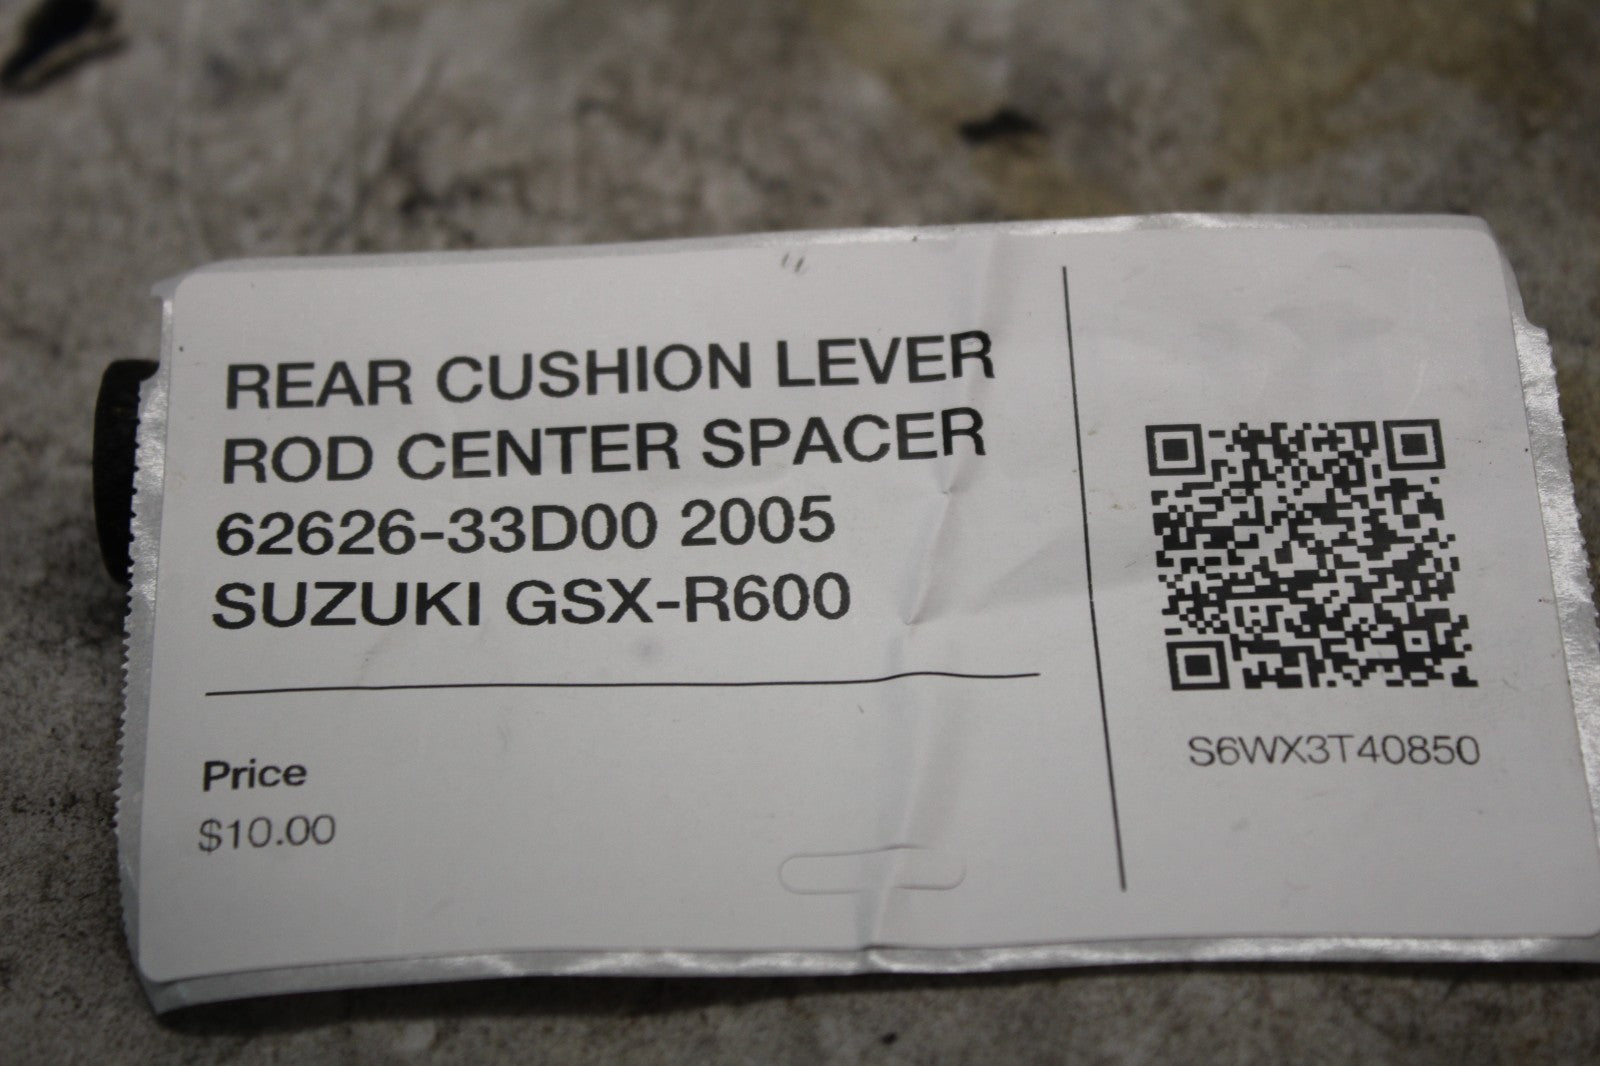 REAR CUSHION LEVER
ROD CENTER SPACER
62626-33D00 2005
SUZUKI GSX-R600
Price
$10.00
S6WX3T40850